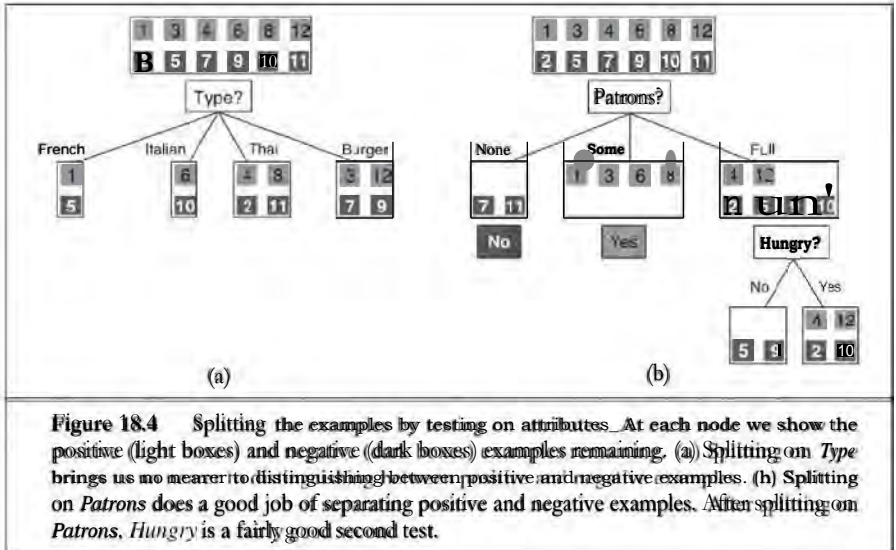 1 3 4 6 8 12 1 3 4 6 8 12
B 5 7 9 10 11 2 5 7 9 10 11
Type? Patrons?
French Italian Thai Burger None Some Full
1 6 4 8 3 12 1 3 6 8 4 12
5 10 2 11 7 9 7 11 2 10
No Yes Hungry?
No Yes
4 12
5 9 2 10
(a) (b)
Figure 18.4 Splitting the examples by testing on attributes. At each node we show the
positive (light boxes) and negative (dark boxes) examples remaining. (a) Splitting on Type
brings us no nearer to distinguishing between positive and negative examples. (h) Splitting
on Patrons does a good job of separating positive and negative examples. After splitting on
Patrons, Hungry is a fairly good second test.